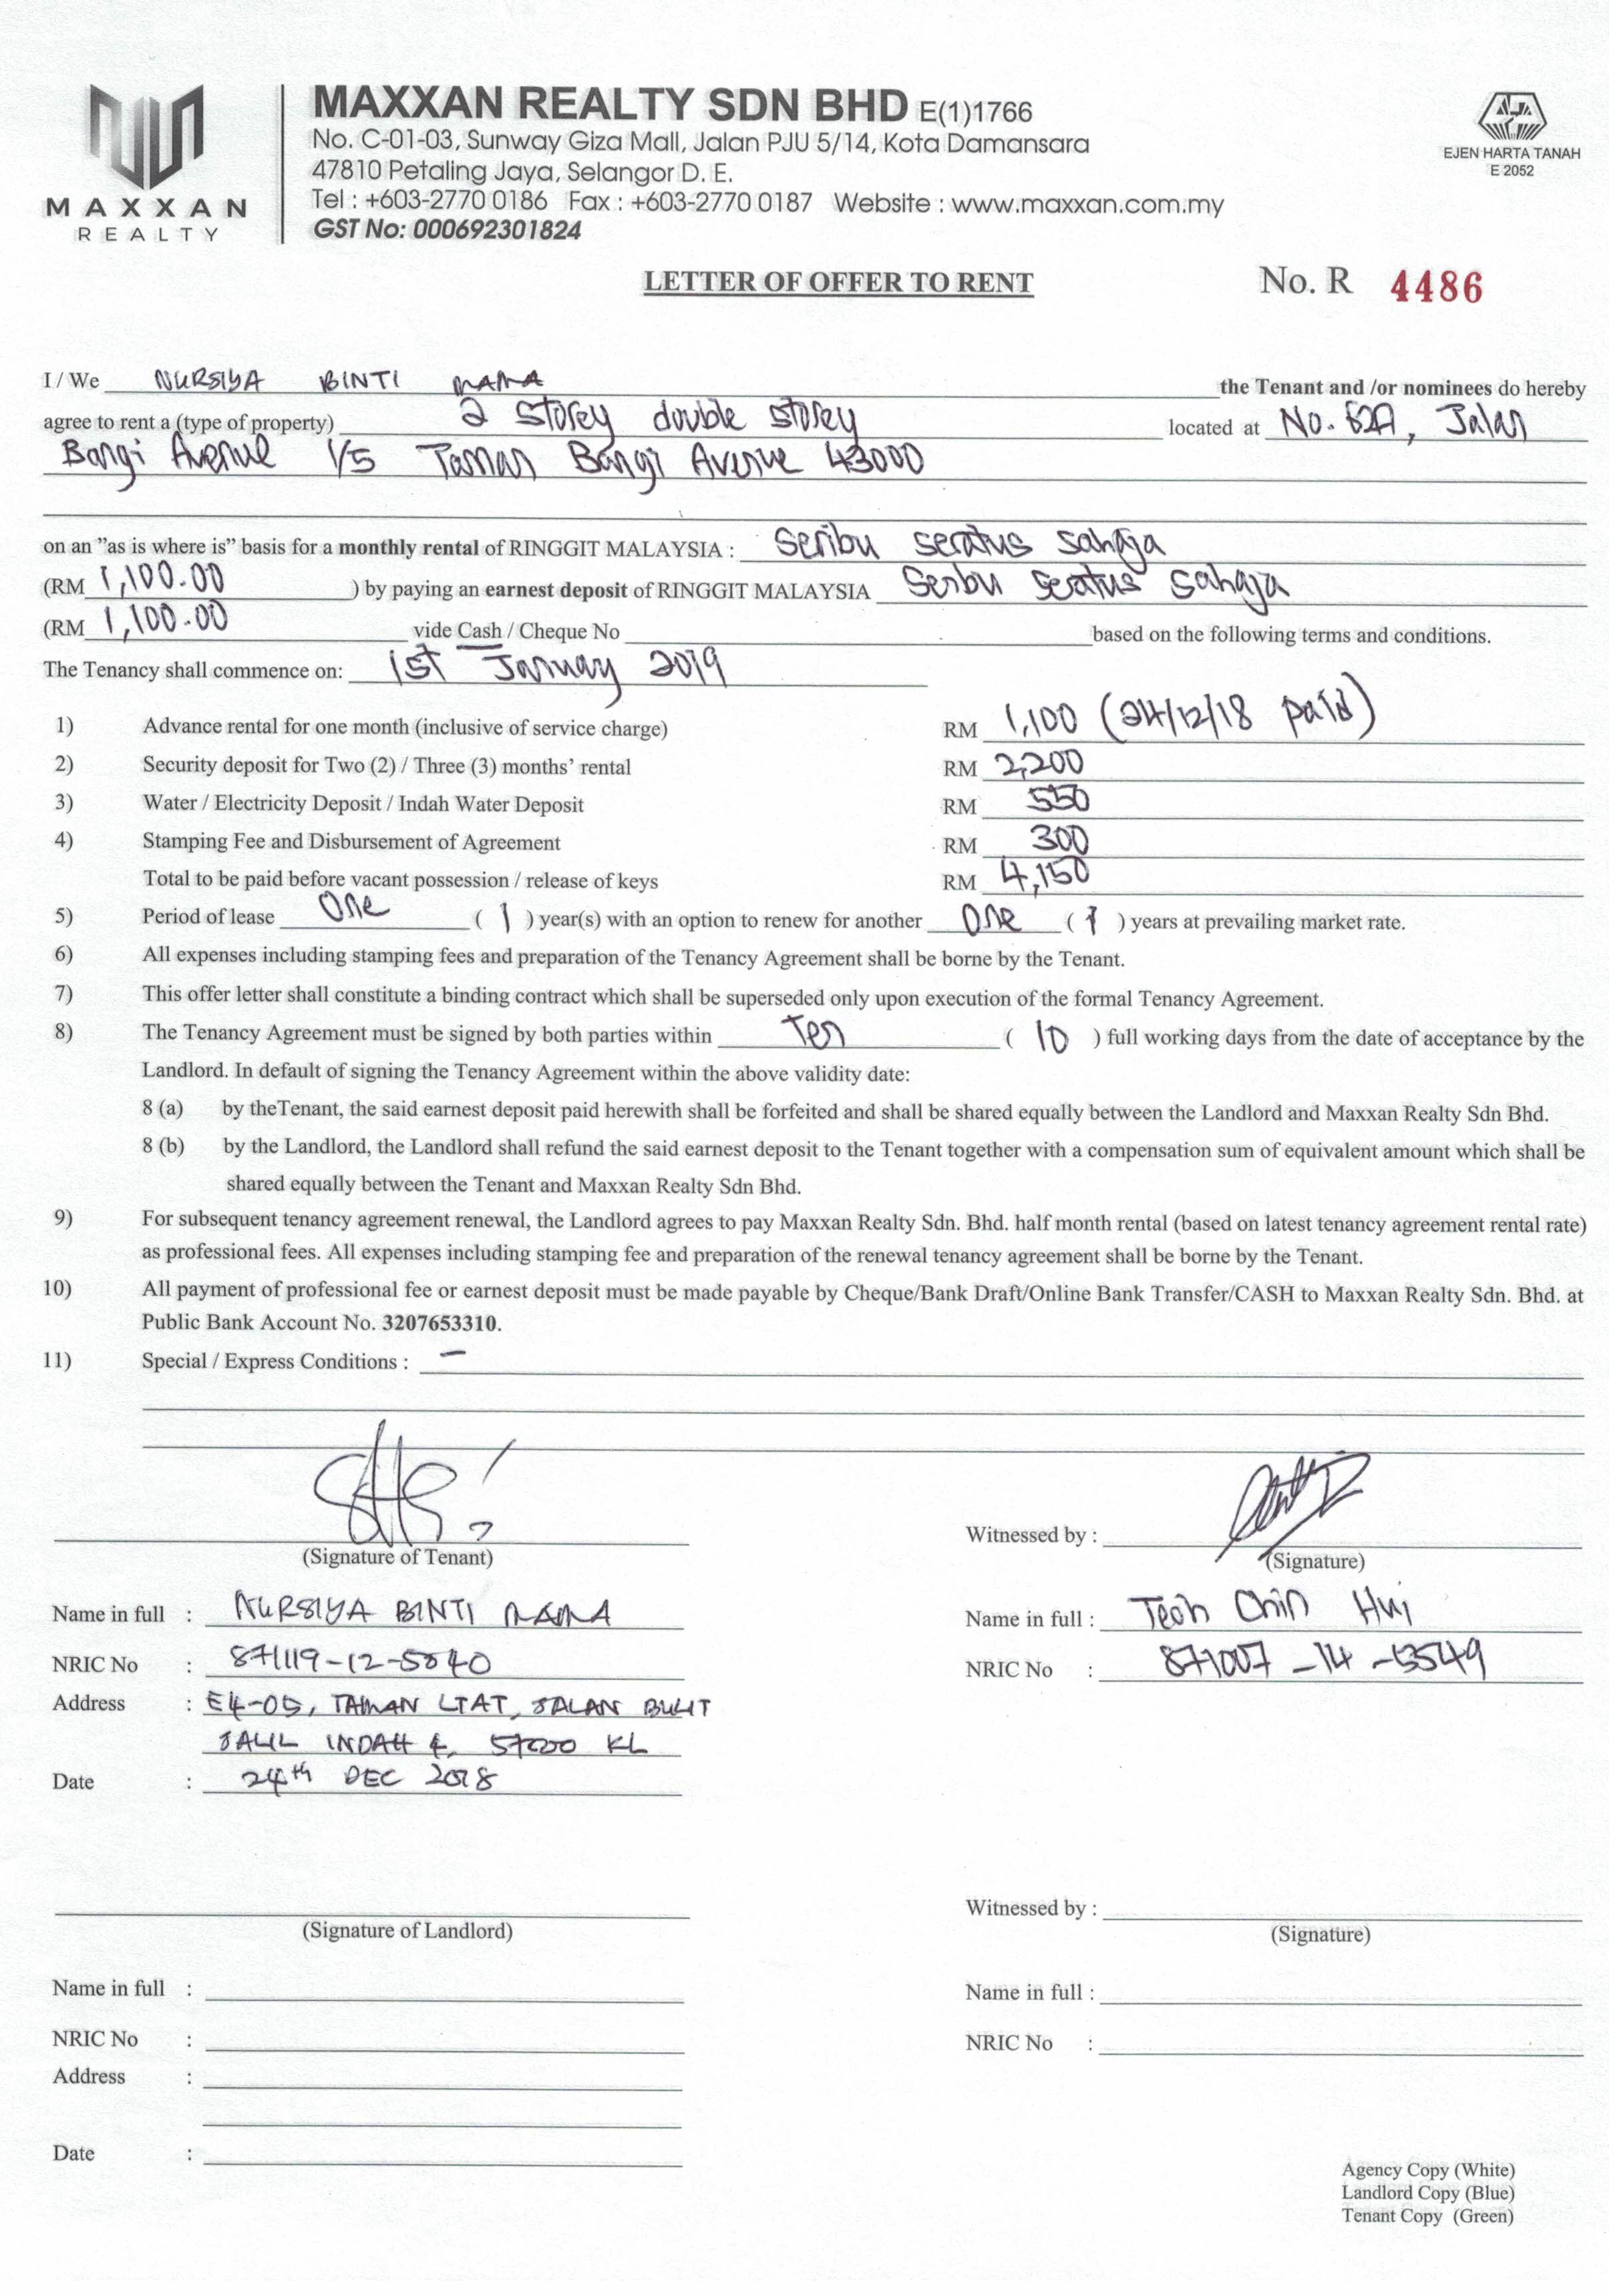 MAXXAN REALTY SDN BHD E(1)1766
No. C-01-03, Sunway Giza Mall, Jalan PJU 5/14, Kota Damansara
47810 Petaling Jaya, Selangor D. E.
Tel : +603-2770 0186 Fax : +603-2770 0187 Website : www.maxxan.com.my
GST No: 000692301824
MAXXAN
REALTY
EJEN HARTA TANAH
E 2052
LETTER OF OFFER TO RENT No. R 4486
I / We NURSIYA BINTI the Tenant and /or nominees do hereby
agree to rent a (type of property) 2 storey double storey located at No. 82A, Jalan
Bangi Avenue 1/5 Taman Bangi Avenue 43000
on an "as is where is" basis for a monthly rental of RINGGIT MALAYSIA : Seribu seratus sahaja
(RM 1,100.00 ) by paying an earnest deposit of RINGGIT MALAYSIA Seribu seratus sahaja
(RM 1,100.00 vide Cash / Cheque No based on the following terms and conditions.
The Tenancy shall commence on: 1st January 2019
1) Advance rental for one month (inclusive of service charge) RM 1,100 (24/12/18 paid)
2) Security deposit for Two (2) / Three (3) months' rental RM 2,200
3) Water / Electricity Deposit / Indah Water Deposit RM 550
4) Stamping Fee and Disbursement of Agreement RM 300
Total to be paid before vacant possession / release of keys RM 4,150
5) Period of lease One ( 1 ) year(s) with an option to renew for another One ( 1 ) years at prevailing market rate.
6) All expenses including stamping fees and preparation of the Tenancy Agreement shall be borne by the Tenant.
7) This offer letter shall constitute a binding contract which shall be superseded only upon execution of the formal Tenancy Agreement.
8) The Tenancy Agreement must be signed by both parties within Ten ( 10 ) full working days from the date of acceptance by the
Landlord. In default of signing the Tenancy Agreement within the above validity date:
8 (a) by theTenant, the said earnest deposit paid herewith shall be forfeited and shall be shared equally between the Landlord and Maxxan Realty Sdn Bhd.
8 (b) by the Landlord, the Landlord shall refund the said earnest deposit to the Tenant together with a compensation sum of equivalent amount which shall be
shared equally between the Tenant and Maxxan Realty Sdn Bhd.
9) For subsequent tenancy agreement renewal, the Landlord agrees to pay Maxxan Realty Sdn. Bhd. half month rental (based on latest tenancy agreement rental rate)
as professional fees. All expenses including stamping fee and preparation of the renewal tenancy agreement shall be borne by the Tenant.
10) All payment of professional fee or earnest deposit must be made payable by Cheque/Bank Draft/Online Bank Transfer/CASH to Maxxan Realty Sdn. Bhd. at
Public Bank Account No. 3207653310.
11) Special / Express Conditions : –
Witnessed by :
(Signature of Tenant) (Signature)
Name in full : NURSIYA BINTI Name in full : Teoh Chin Hui
NRIC No : 871119-12-5840 NRIC No : 871007-14-5549
Address : E4-05, TAMAN LTAT, JALAN BUKIT
JALIL INDAH 4, 57000 KL
Date : 24th DEC 2018
Witnessed by :
(Signature of Landlord) (Signature)
Name in full : Name in full :
NRIC No : NRIC No :
Address :
Date :
Agency Copy (White)
Landlord Copy (Blue)
Tenant Copy (Green)